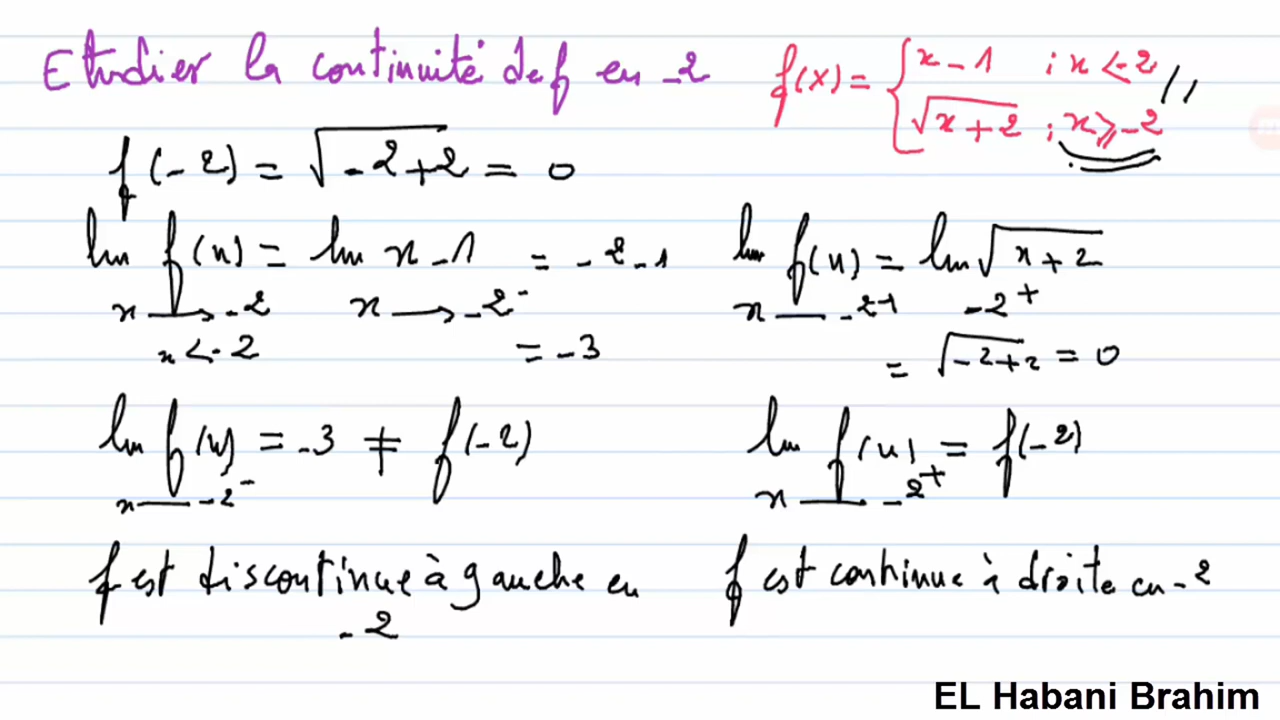 Etudier la continuité de f en -2
f(x) = { x - 1 ; x < -2
√(x+2) ; x ≥ -2
f(-2) = √(-2+2) = 0
lim f(x) = lim x - 1 = -2 - 1
x → -2 x → -2⁻
x < -2 = -3
lim f(x) = lim √(x+2)
x → -2⁺ -2⁺
= √(-2+2) = 0
lim f(x) = -3 ≠ f(-2)
x → -2⁻
lim f(x) = f(-2)
x → -2⁺
f est discontinue à gauche en
-2
f est continue à droite en -2
EL Habani Brahim